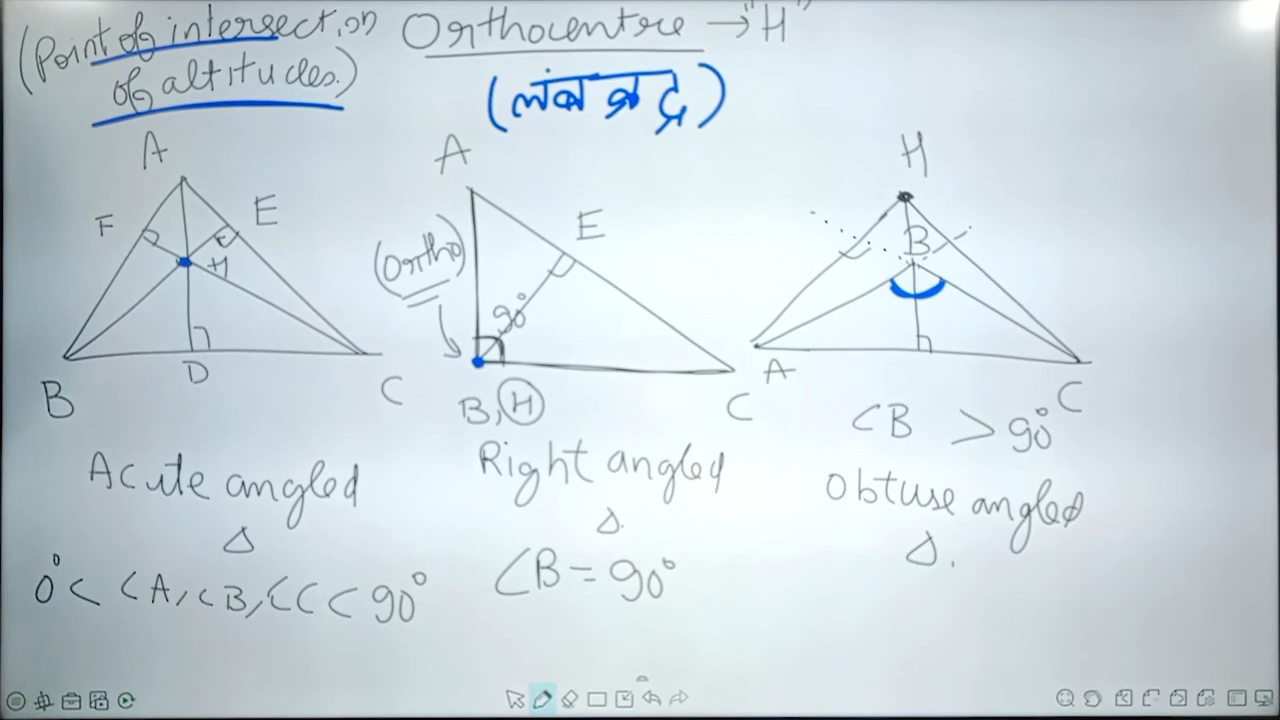 (Point of intersection
of altitudes.)
Orthocentre → "H"
(लंब केंद्र)
A
F
E
H
B
D
C
Acute angled
Δ
0° < <A, <B, <C < 90°
A
(Ortho)
E
90°
B, H
C
Right angled
Δ.
<B = 90°
H
B
A
C
<B > 90°
Obtuse angled
Δ.